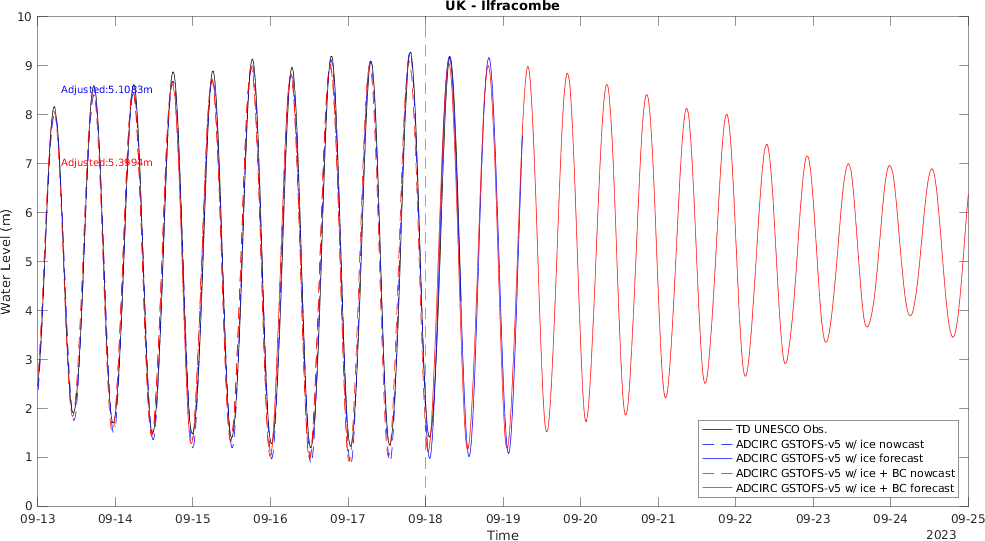 UK - Ilfracombe
10
9
8
7
6
5
4
3
2
1
0
Water Level (m)
Adjusted:5.1083m
Adjusted:5.3994m
TD UNESCO Obs.
ADCIRC GSTOFS-v5 w/ ice nowcast
ADCIRC GSTOFS-v5 w/ ice forecast
ADCIRC GSTOFS-v5 w/ ice + BC nowcast
ADCIRC GSTOFS-v5 w/ ice + BC forecast
09-13 09-14 09-15 09-16 09-17 09-18 09-19 09-20 09-21 09-22 09-23 09-24 09-25
Time
2023